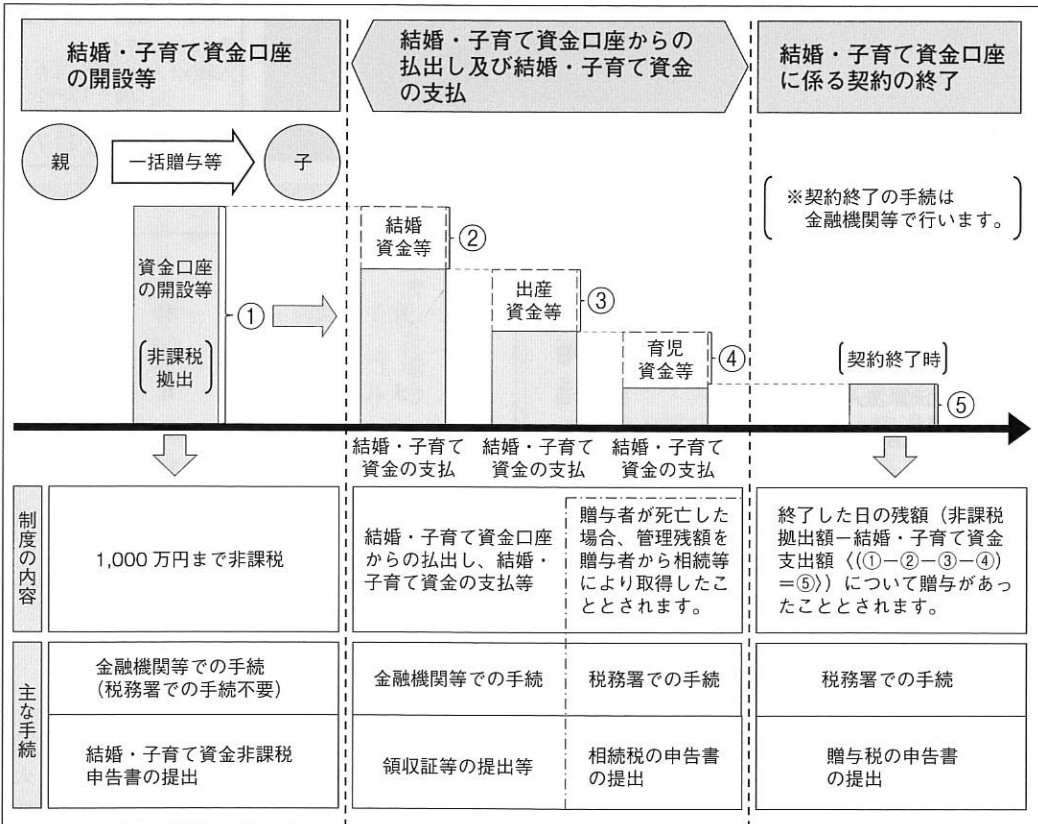 結婚・子育て資金口座
の開設等
結婚・子育て資金口座からの
払出し及び結婚・子育て資金
の支払
結婚・子育て資金口座
に係る契約の終了
親
一括贈与等
子
※契約終了の手続は
金融機関等で行います。
資金口座
の開設等
非課税
拠出
①
結婚
資金等
②
出産
資金等
③
育児
資金等
④
〔契約終了時〕
⑤
結婚・子育て
資金の支払
結婚・子育て
資金の支払
結婚・子育て
資金の支払
制度の内容
1,000 万円まで非課税
結婚・子育て資金口座
からの払出し、結婚・
子育て資金の支払等
贈与者が死亡した
場合、管理残額を
贈与者から相続等
により取得したこ
ととされます。
終了した日の残額（非課税
拠出額－結婚・子育て資金
支出額〈(①－②－③－④)
＝⑤〉）について贈与があっ
たこととされます。
主な手続
金融機関等での手続
（税務署での手続不要）
金融機関等での手続
税務署での手続
税務署での手続
結婚・子育て資金非課税
申告書の提出
領収証等の提出等
相続税の申告書
の提出
贈与税の申告書
の提出